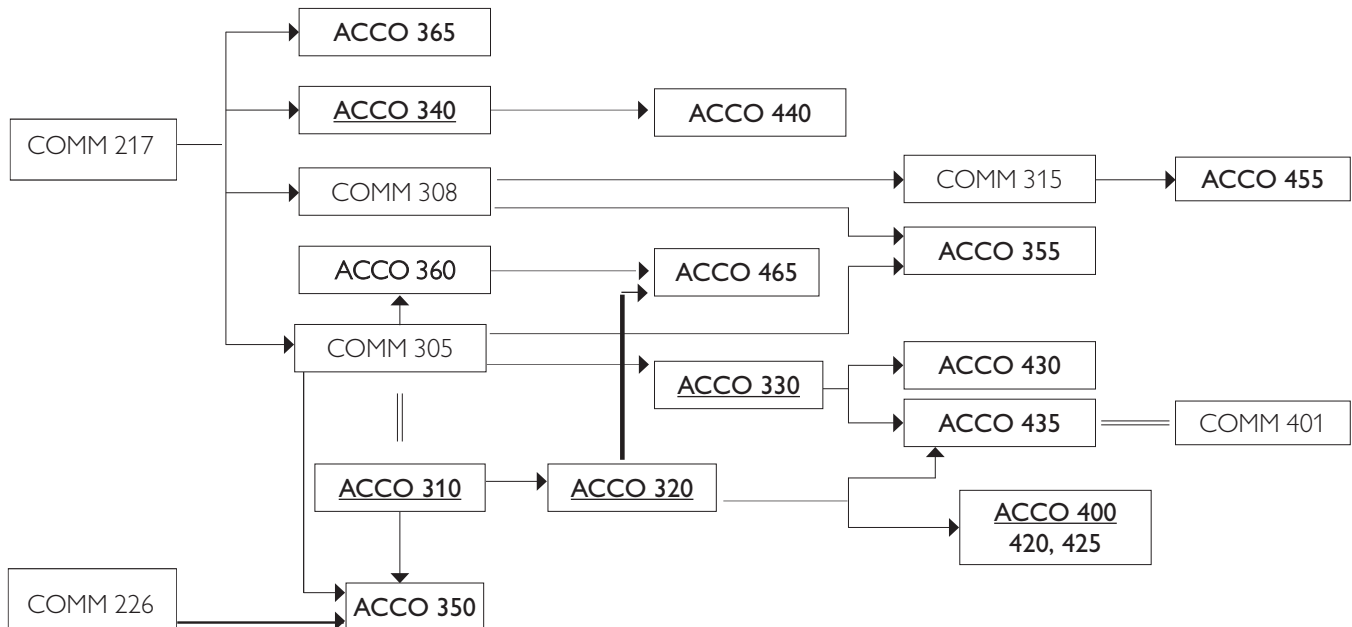 ACCO 365
ACCO 340
ACCO 440
COMM 217
COMM 308
COMM 315
ACCO 455
ACCO 355
ACCO 360
ACCO 465
COMM 305
ACCO 330
ACCO 430
ACCO 435
COMM 401
ACCO 310
ACCO 320
ACCO 400
420, 425
COMM 226
ACCO 350